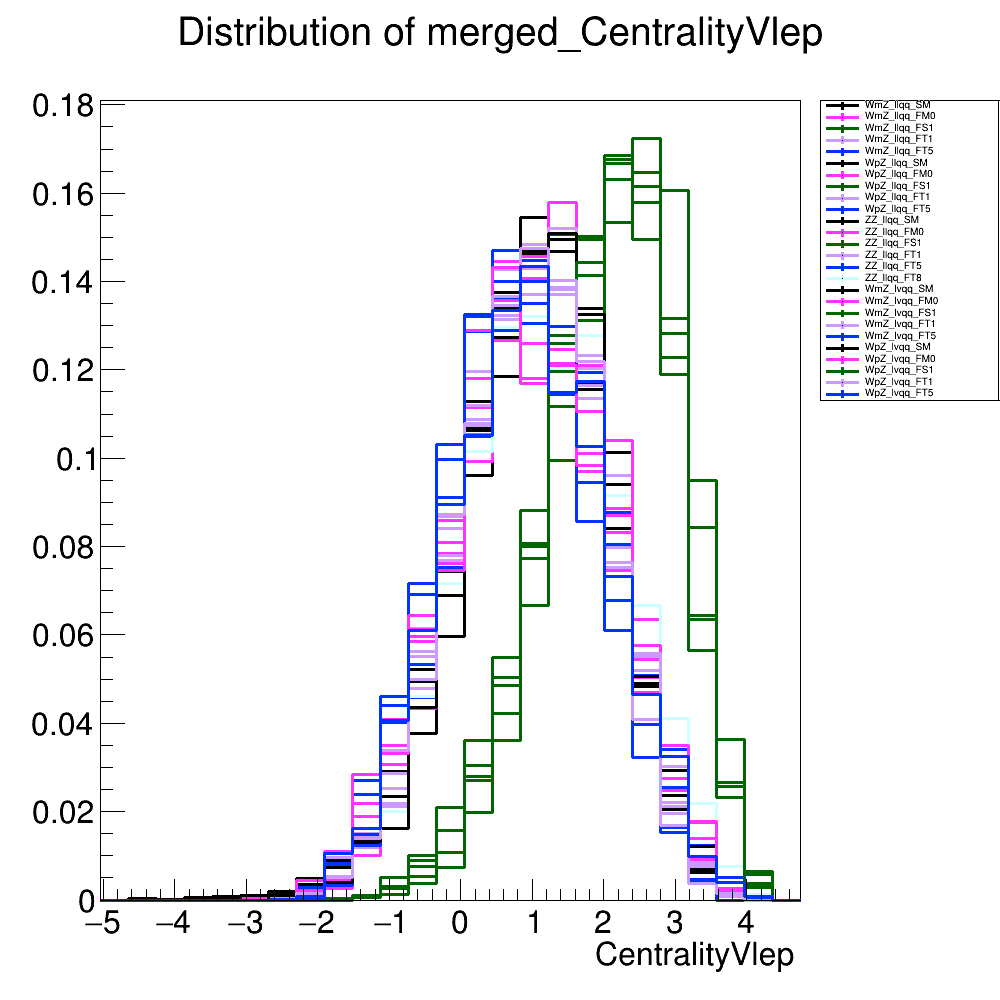 Distribution of merged_CentralityVlep
0.18
0.16
0.14
0.12
0.1
0.08
0.06
0.04
0.02
0
−5 −4 −3 −2 −1 0 1 2 3 4
CentralityVlep
WmZ_llqq_SM
WmZ_llqq_FM0
WmZ_llqq_FS1
WmZ_llqq_FT1
WmZ_llqq_FT5
WpZ_llqq_SM
WpZ_llqq_FM0
WpZ_llqq_FS1
WpZ_llqq_FT1
WpZ_llqq_FT5
ZZ_llqq_SM
ZZ_llqq_FM0
ZZ_llqq_FS1
ZZ_llqq_FT1
ZZ_llqq_FT5
ZZ_llqq_FT8
WmZ_lvqq_SM
WmZ_lvqq_FM0
WmZ_lvqq_FS1
WmZ_lvqq_FT1
WmZ_lvqq_FT5
WpZ_lvqq_SM
WpZ_lvqq_FM0
WpZ_lvqq_FS1
WpZ_lvqq_FT1
WpZ_lvqq_FT5